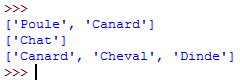 >>>
['Poule', 'Canard']
['Chat']
['Canard', 'Cheval', 'Dinde']
>>>